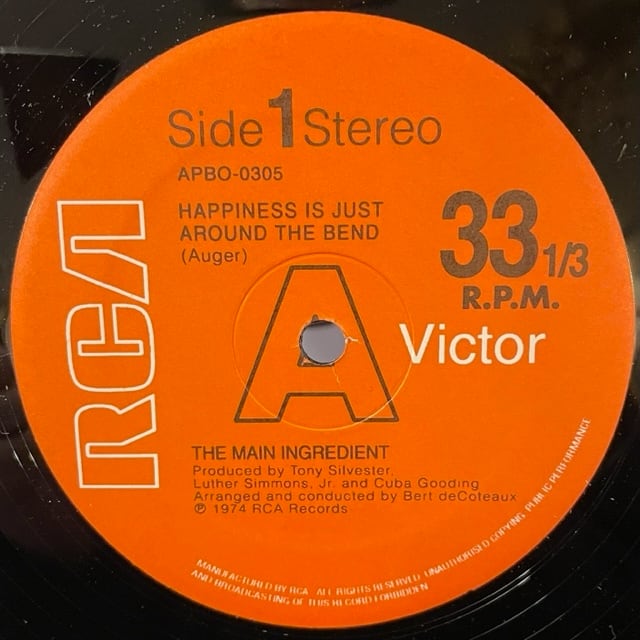 Side 1 Stereo
APBO-0305
HAPPINESS IS JUST
AROUND THE BEND
(Auger)
33 1/3
R.P.M.
RCA
A
Victor
THE MAIN INGREDIENT
Produced by Tony Silvester,
Luther Simmons, Jr. and Cuba Gooding
Arranged and conducted by Bert deCoteaux
℗ 1974 RCA Records
MANUFACTURED BY RCA ALL RIGHTS RESERVED. UNAUTHORISED COPYING, PUBLIC PERFORMANCE
AND BROADCASTING OF THIS RECORD FORBIDDEN